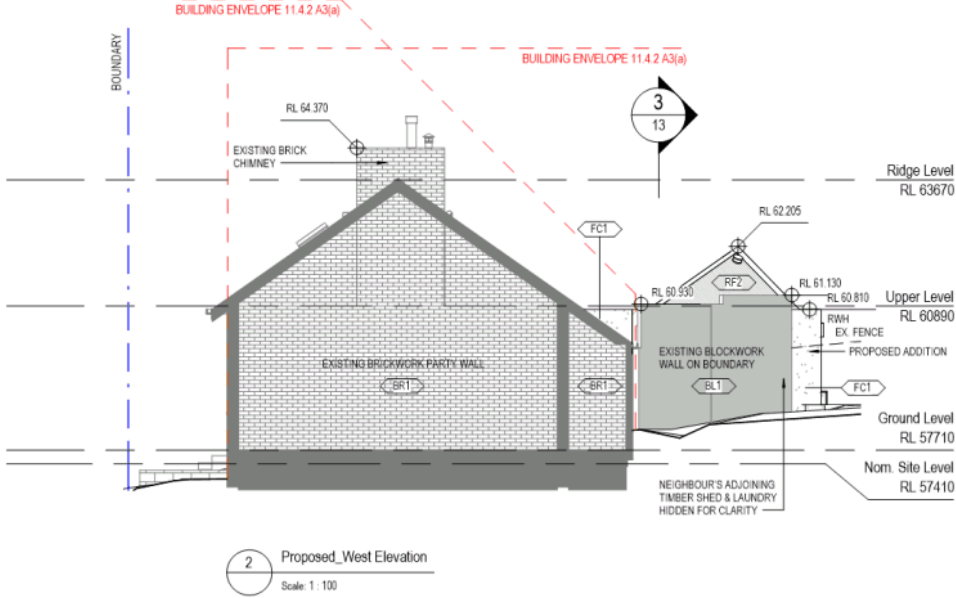 BUILDING ENVELOPE 11.4.2 A3(a)
BOUNDARY
BUILDING ENVELOPE 11.4.2 A3(a)
3
13
RL 64.370
EXISTING BRICK
CHIMNEY
Ridge Level
RL 63670
RL 62.205
FC1
RF2
RL 61.130
RL 60.930
RL 60.810
Upper Level
RL 60890
RWH
EX. FENCE
PROPOSED ADDITION
EXISTING BLOCKWORK
WALL ON BOUNDARY
EXISTING BRICKWORK PARTY WALL
BR1
BR1
BL1
FC1
Ground Level
RL 57710
Nom. Site Level
RL 57410
NEIGHBOUR'S ADJOINING
TIMBER SHED & LAUNDRY
HIDDEN FOR CLARITY
2
Proposed_West Elevation
Scale: 1 : 100